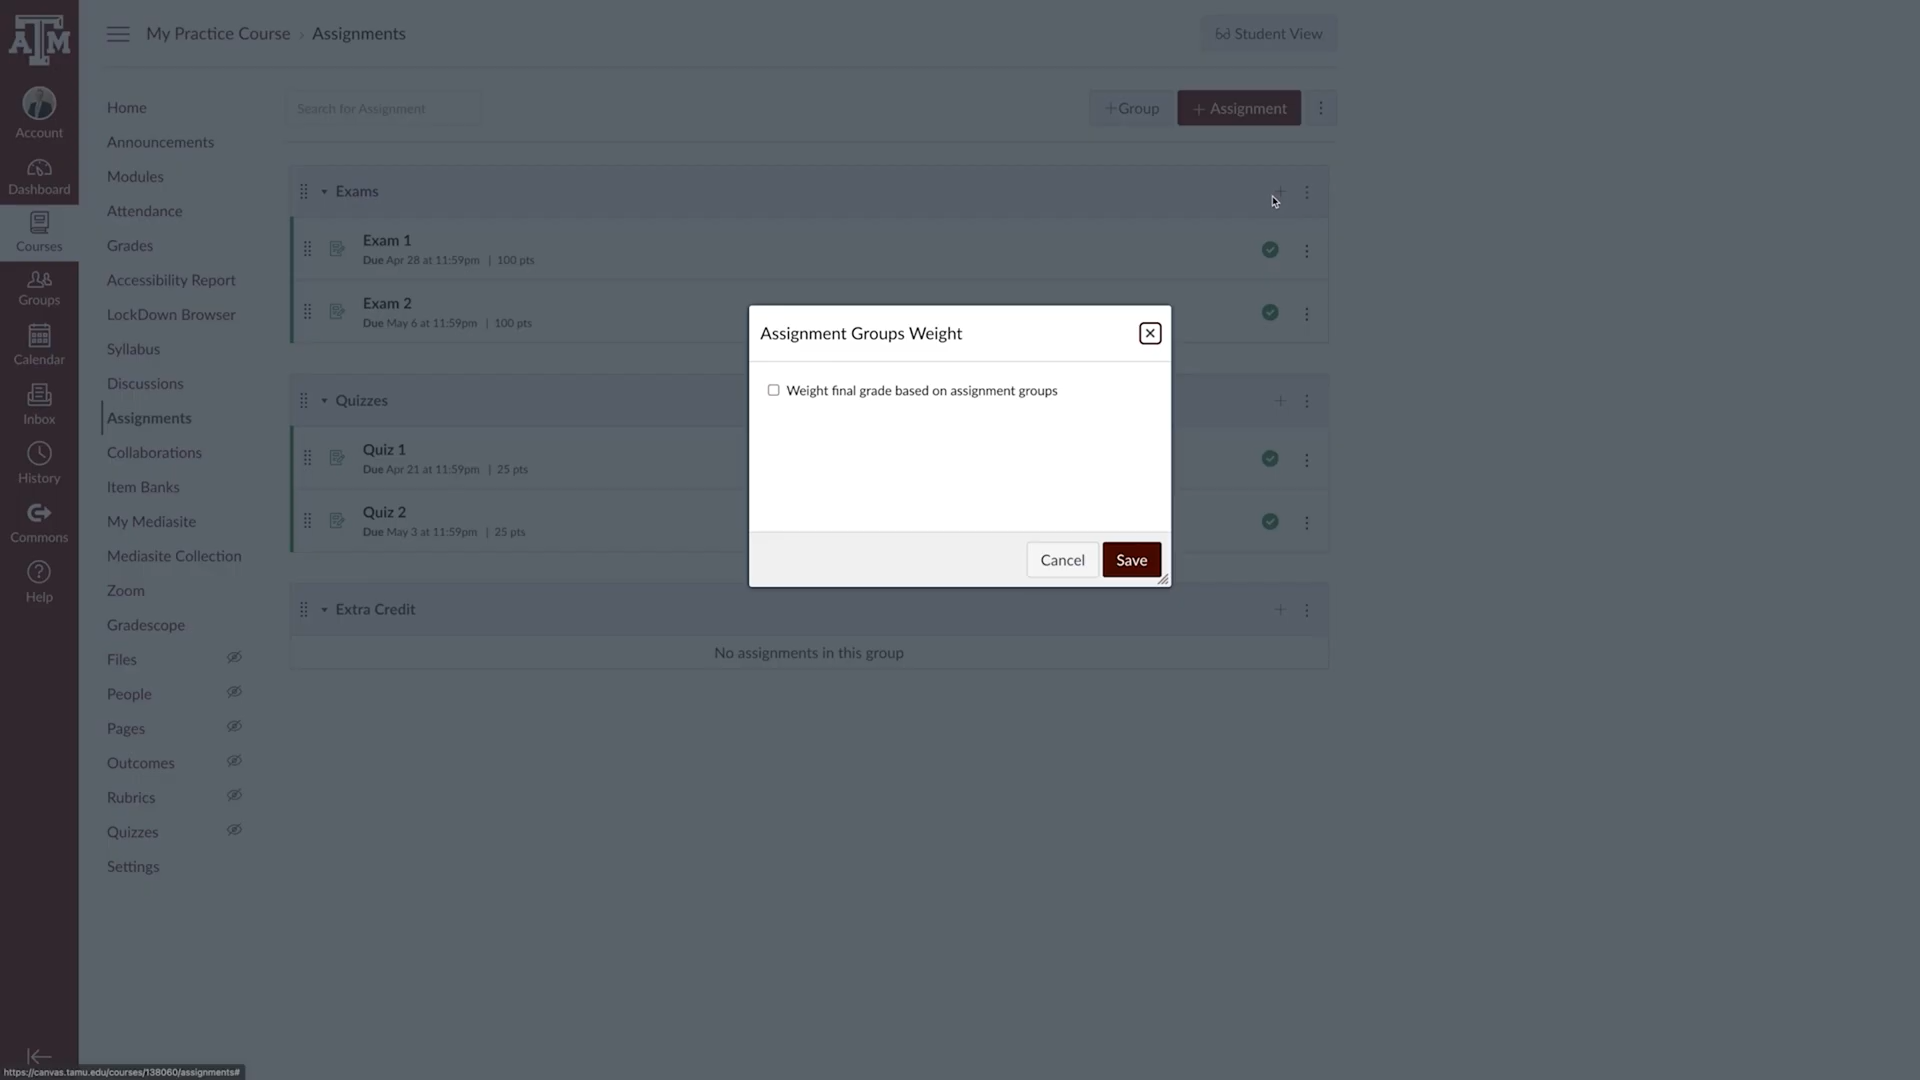 My Practice Course › Assignments
Student View
Account
Dashboard
Courses
Groups
Calendar
Inbox
History
Commons
Help
Home
Announcements
Modules
Attendance
Grades
Accessibility Report
LockDown Browser
Syllabus
Discussions
Assignments
Collaborations
Item Banks
My Mediasite
Mediasite Collection
Zoom
Gradescope
Files
People
Pages
Outcomes
Rubrics
Quizzes
Settings
Search for Assignment
+Group
+ Assignment
Exams
Exam 1
Due Apr 28 at 11:59pm | 100 pts
Exam 2
Due May 6 at 11:59pm | 100 pts
Quizzes
Quiz 1
Due Apr 21 at 11:59pm | 25 pts
Quiz 2
Due May 3 at 11:59pm | 25 pts
Extra Credit
No assignments in this group
Assignment Groups Weight
Weight final grade based on assignment groups
Cancel
Save
ATM
https://canvas.tamu.edu/courses/138060/assignments#